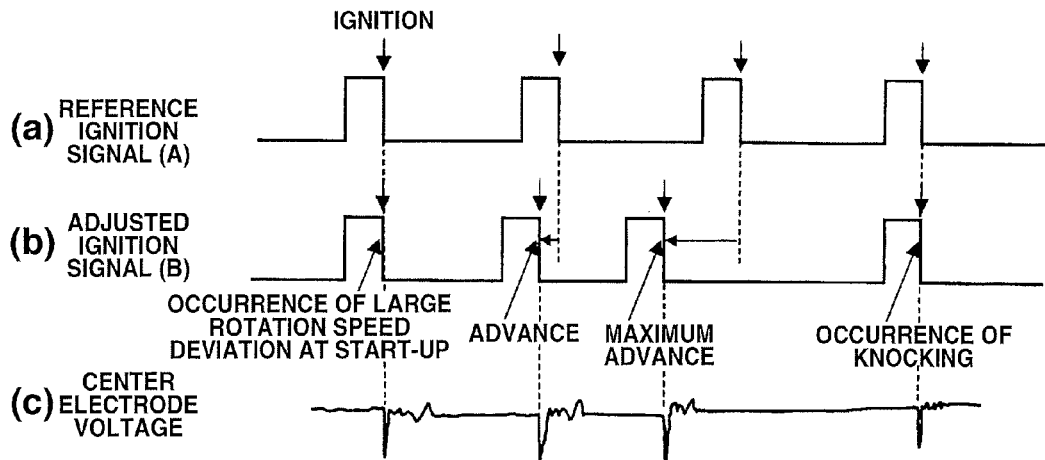 IGNITION
(a) REFERENCE
IGNITION
SIGNAL (A)
(b) ADJUSTED
IGNITION
SIGNAL (B)
OCCURRENCE OF LARGE
ROTATION SPEED
DEVIATION AT START-UP
ADVANCE
MAXIMUM
ADVANCE
OCCURRENCE OF
KNOCKING
(c) CENTER
ELECTRODE
VOLTAGE